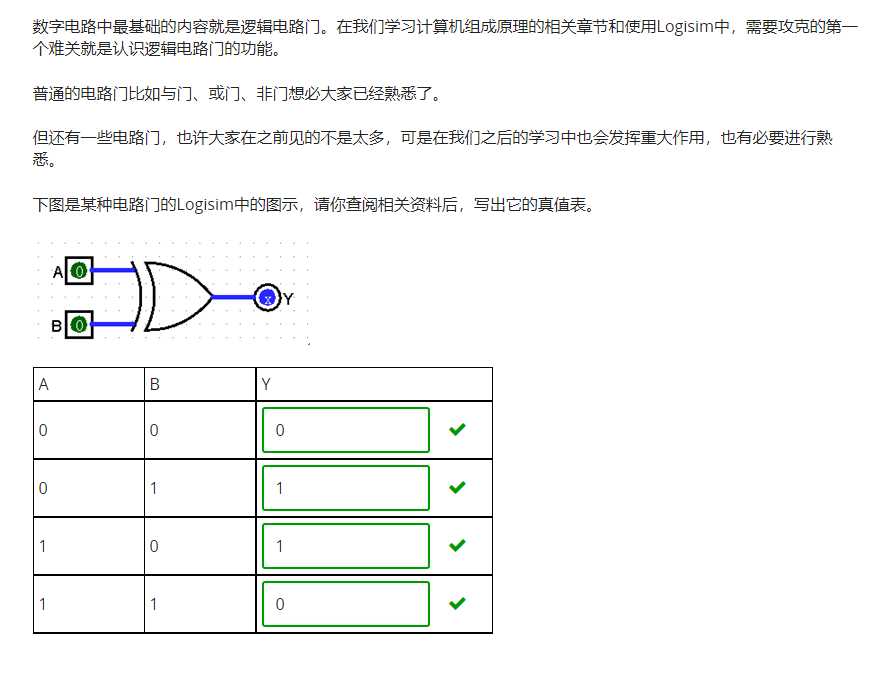 数字电路中最基础的内容就是逻辑电路门。在我们学习计算机组成原理的相关章节和使用Logisim中，需要攻克的第一
个难关就是认识逻辑电路门的功能。
普通的电路门比如与门、或门、非门想必大家已经熟悉了。
但还有一些电路门，也许大家在之前见的不是太多，可是在我们之后的学习中也会发挥重大作用，也有必要进行熟
悉。
下图是某种电路门的Logisim中的图示，请你查阅相关资料后，写出它的真值表。
A 0
x Y
B 0
A B Y
0 0 0
0 1 1
1 0 1
1 1 0